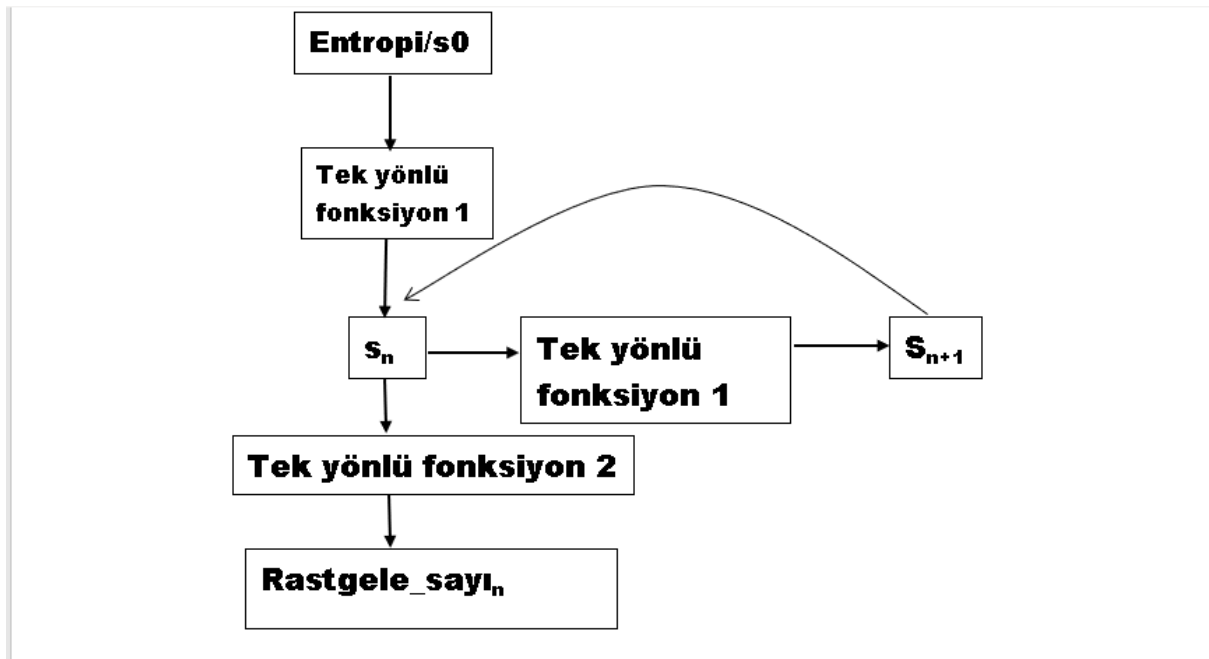 Entropi/s0
Tek yönlü
fonksiyon 1
sₙ
Tek yönlü
fonksiyon 1
Sₙ₊₁
Tek yönlü fonksiyon 2
Rastgele_sayıₙ